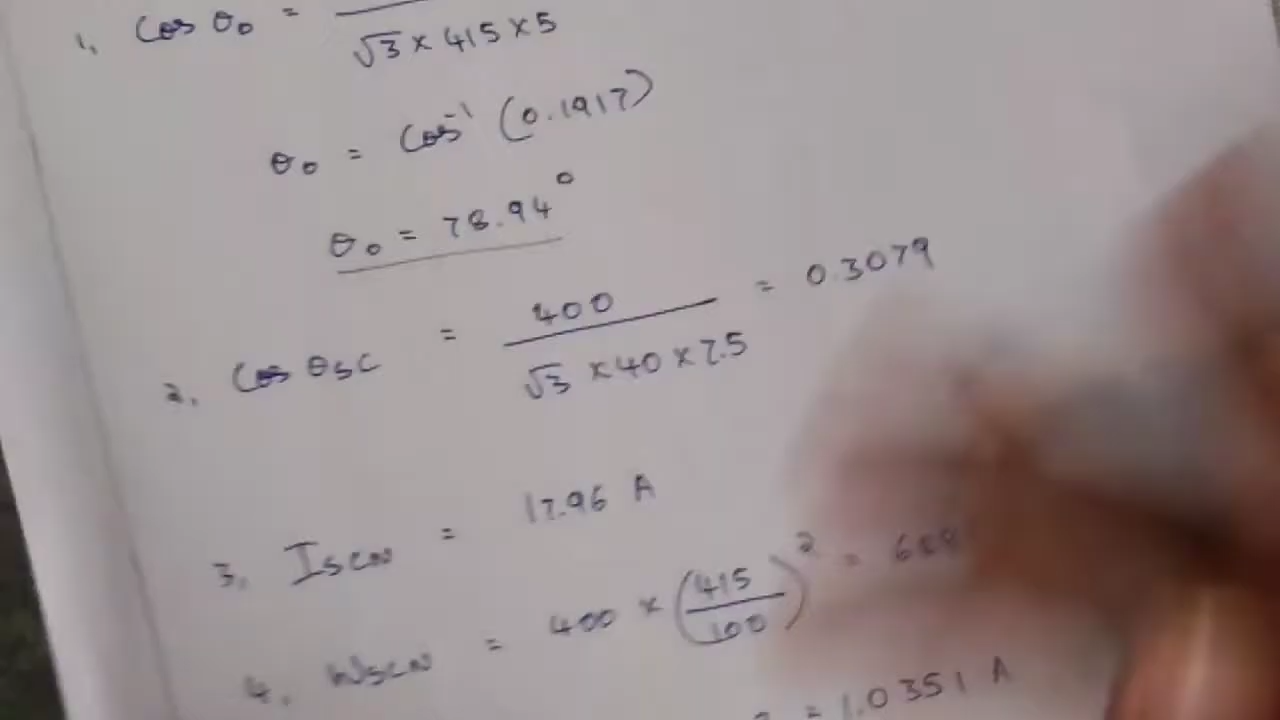 1. Cos θ₀ =
√3 × 415 × 5
θ₀ = Cos⁻¹ (0.1917)
θ₀ = 78.94°
2. Cos θsc = 400 / √3 × 40 × 7.5 = 0.3079
3. IscN = 17.96 A
4. WscN = 400 × (415/100)² =
= 1.0351 A